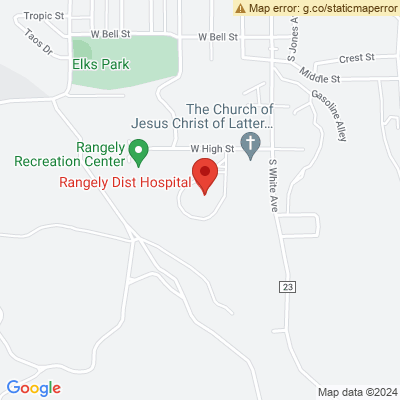 Map error: g.co/staticmaperror
Tropic St
Taos Dr
W Bell St
W Bell St
S Jones A
Crest St
Elks Park
Middle St
Gasoline Alley
The Church of
Jesus Christ of Latter...
Rangely
Recreation Center
W High St
Rangely Dist Hospital
S White Ave
23
Google
Map data ©2024